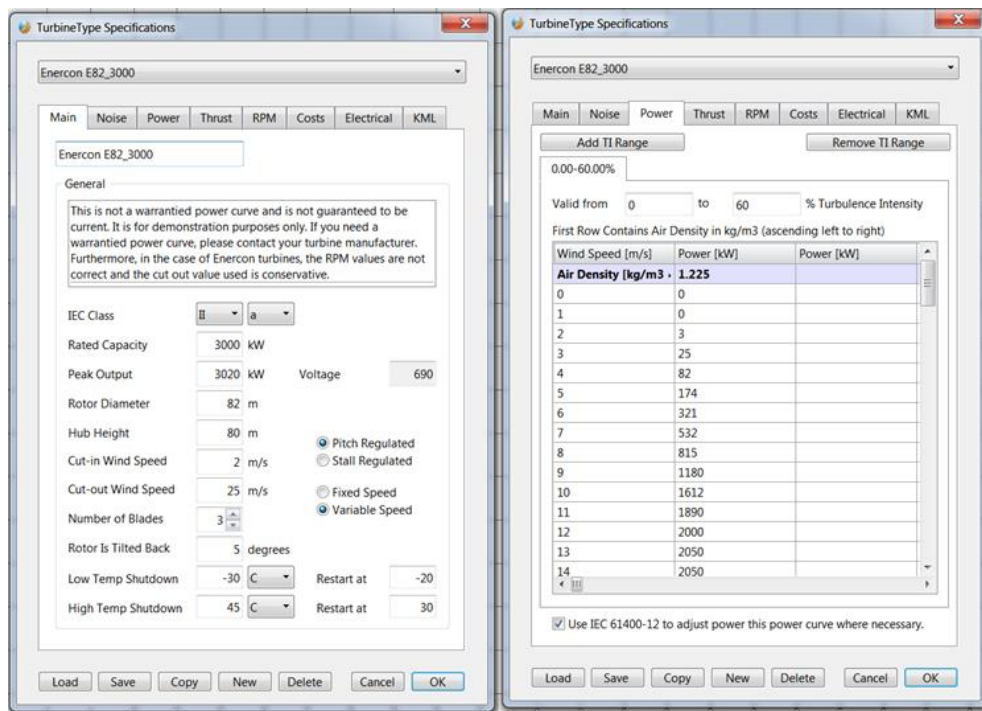 TurbineType Specifications
Enercon E82_3000
Main Noise Power Thrust RPM Costs Electrical KML
Enercon E82_3000
General
This is not a warrantied power curve and is not guaranteed to be
current. It is for demonstration purposes only. If you need a
warrantied power curve, please contact your turbine manufacturer.
Furthermore, in the case of Enercon turbines, the RPM values are not
correct and the cut out value used is conservative.
IEC Class II a
Rated Capacity 3000 kW
Peak Output 3020 kW Voltage 690
Rotor Diameter 82 m
Hub Height 80 m
Pitch Regulated
Cut-in Wind Speed 2 m/s Stall Regulated
Cut-out Wind Speed 25 m/s Fixed Speed
Variable Speed
Number of Blades 3
Rotor Is Tilted Back 5 degrees
Low Temp Shutdown -30 C Restart at -20
High Temp Shutdown 45 C Restart at 30
Load Save Copy New Delete Cancel OK
TurbineType Specifications
Enercon E82_3000
Main Noise Power Thrust RPM Costs Electrical KML
Add TI Range Remove TI Range
0.00-60.00%
Valid from 0 to 60 % Turbulence Intensity
First Row Contains Air Density in kg/m3 (ascending left to right)
Wind Speed [m/s] Power [kW] Power [kW]
Air Density [kg/m3 1.225
0 0
1 0
2 3
3 25
4 82
5 174
6 321
7 532
8 815
9 1180
10 1612
11 1890
12 2000
13 2050
14 2050
Use IEC 61400-12 to adjust power this power curve where necessary.
Load Save Copy New Delete Cancel OK